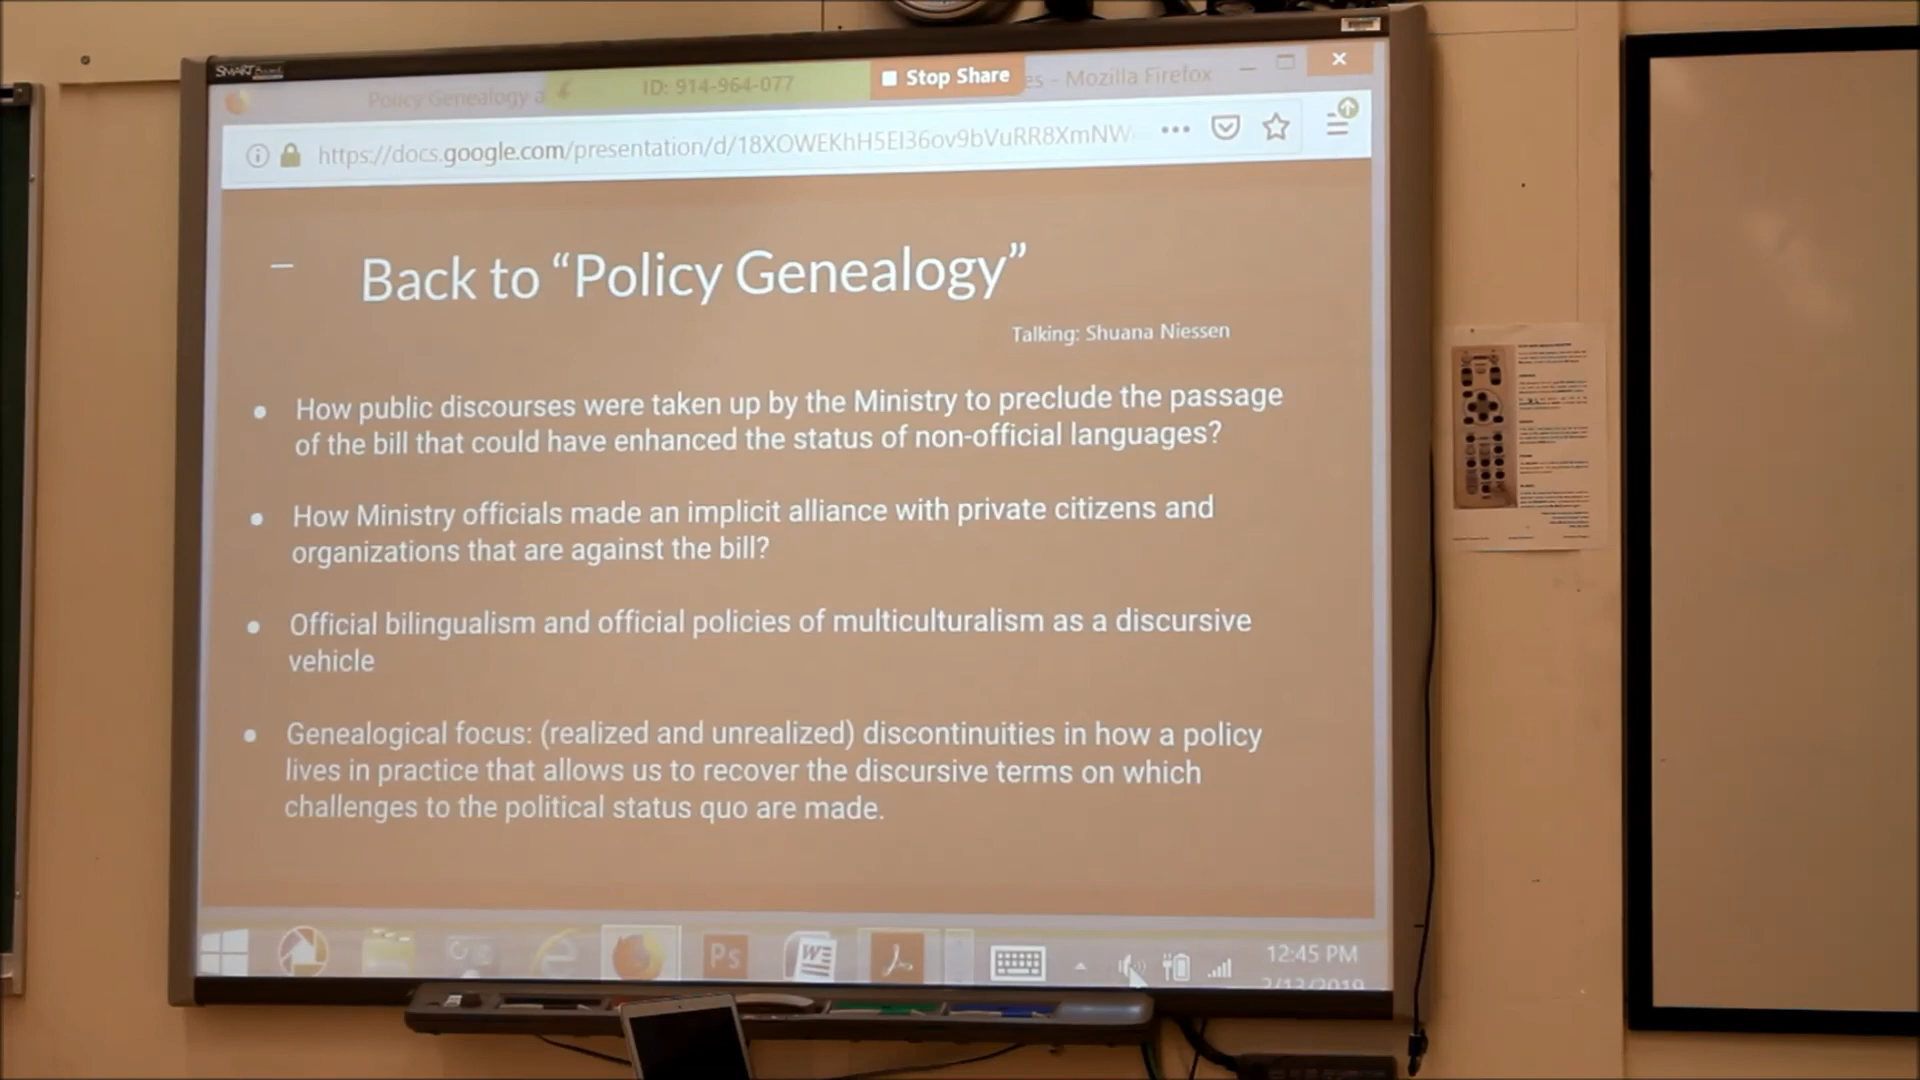 SMART
Policy Genealogy a
ID: 914-964-077
Stop Share
es - Mozilla Firefox
https://docs.google.com/presentation/d/18XOWEKhH5EI36ov9bVuRR8XmNW
Back to “Policy Genealogy”
Talking: Shuana Niessen
• How public discourses were taken up by the Ministry to preclude the passage
of the bill that could have enhanced the status of non-official languages?
• How Ministry officials made an implicit alliance with private citizens and
organizations that are against the bill?
• Official bilingualism and official policies of multiculturalism as a discursive
vehicle
• Genealogical focus: (realized and unrealized) discontinuities in how a policy
lives in practice that allows us to recover the discursive terms on which
challenges to the political status quo are made.
Ps
W
12:45 PM
2/13/2019